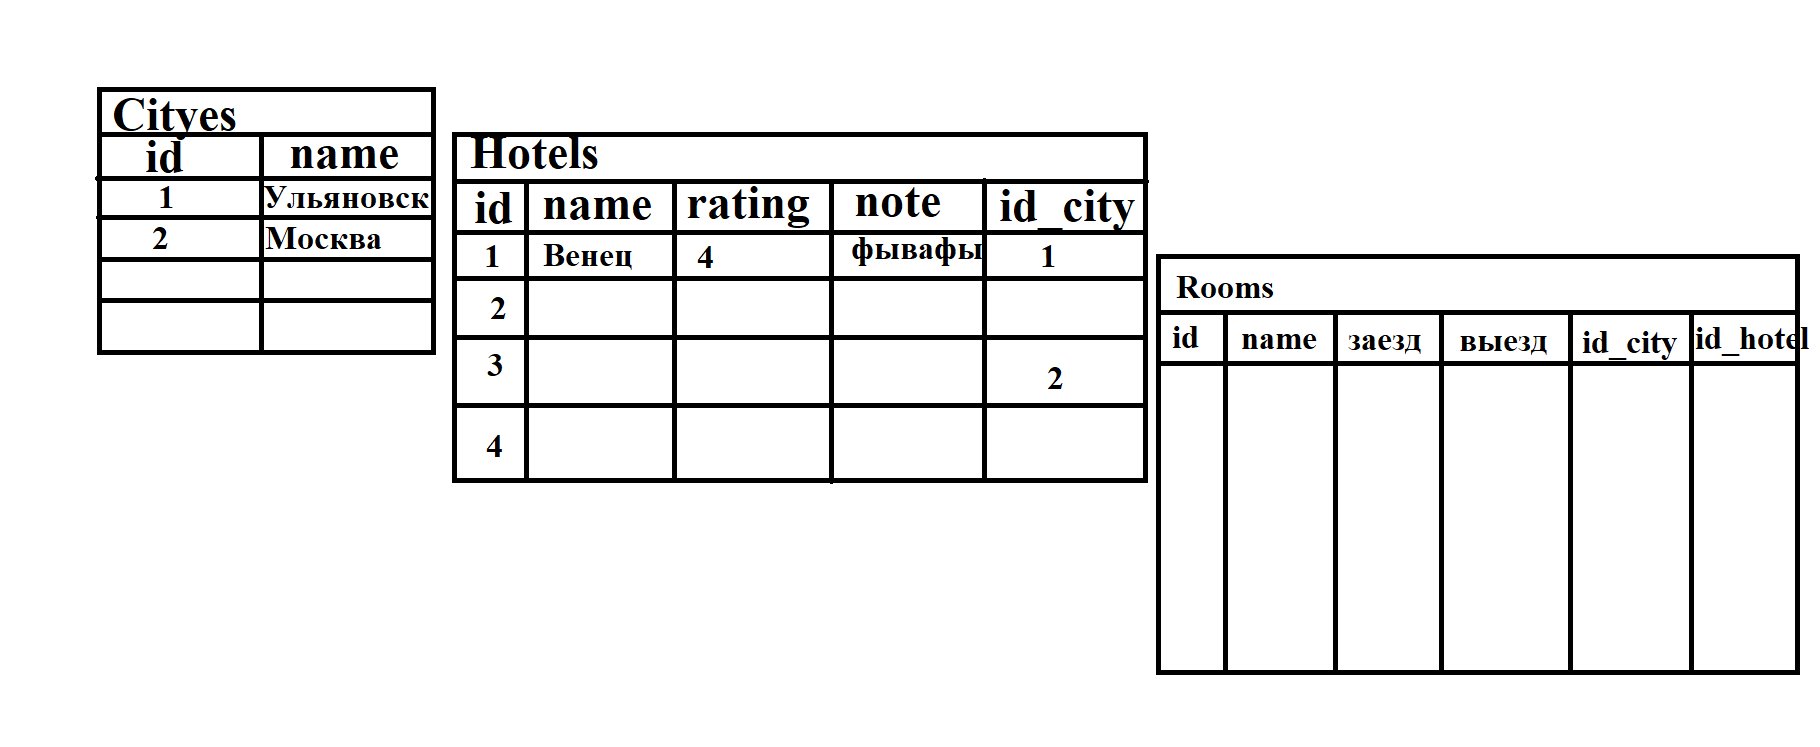 Cityes
id name
1 Ульяновск
2 Москва
Hotels
id name rating note id_city
1 Венец 4 фывафы 1
2
3 2
4
Rooms
id name заезд выезд id_city id_hotel